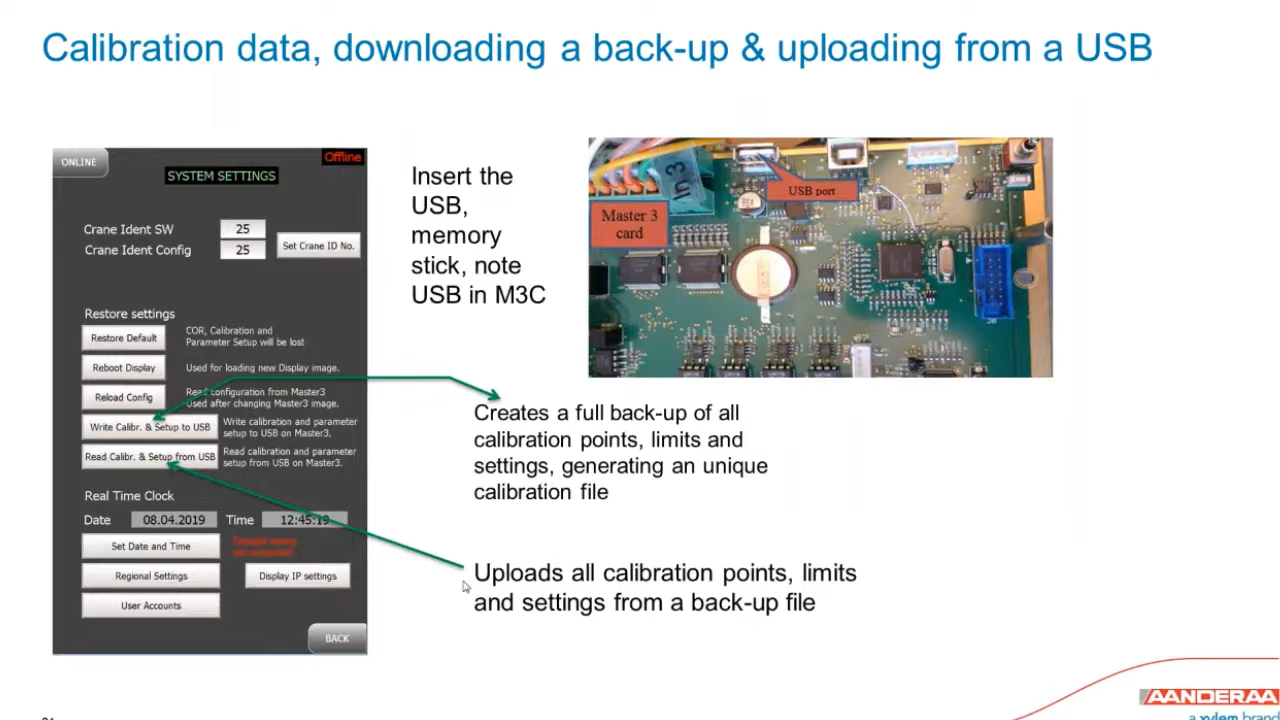 Calibration data, downloading a back-up & uploading from a USB
ONLINE
Offline
SYSTEM SETTINGS
Crane Ident SW 25
Crane Ident Config 25
Set Crane ID No.
Restore settings
Restore Default
COR, Calibration and
Parameter Setup will be lost
Reboot Display
Used for loading new Display image.
Reload Config
Read configuration from Master3
Used after changing Master3 image.
Write Calibr. & Setup to USB
Write calibration and parameter
setup to USB on Master3.
Read Calibr. & Setup from USB
Read calibration and parameter
setup from USB on Master3.
Real Time Clock
Date 08.04.2019 Time 12:45:19
Set Date and Time
Regional Settings
Display IP settings
User Accounts
BACK
Insert the
USB,
memory
stick, note
USB in M3C
USB port
Master 3
card
in 3
Creates a full back-up of all
calibration points, limits and
settings, generating an unique
calibration file
Uploads all calibration points, limits
and settings from a back-up file
AANDERAA
a xylem brand